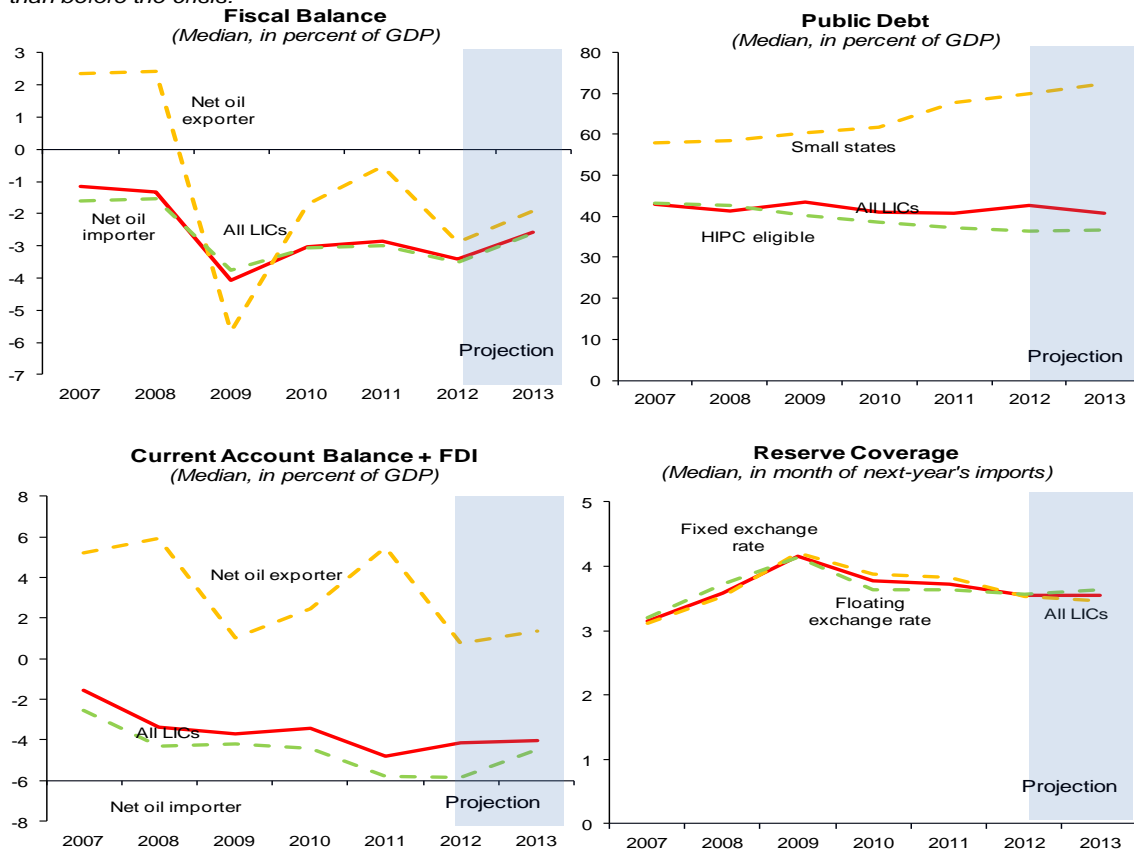 than before the crisis.
Fiscal Balance
(Median, in percent of GDP)
3
2
1
0
-1
-2
-3
-4
-5
-6
-7
Net oil
exporter
Net oil
importer
All LICs
Projection
2007 2008 2009 2010 2011 2012 2013
Public Debt
(Median, in percent of GDP)
80
70
60
50
40
30
20
10
0
Small states
All LICs
HIPC eligible
Projection
2007 2008 2009 2010 2011 2012 2013
Current Account Balance + FDI
(Median, in percent of GDP)
8
6
4
2
0
-2
-4
-6
-8
Net oil exporter
All LICs
Net oil importer
Projection
2007 2008 2009 2010 2011 2012 2013
Reserve Coverage
(Median, in month of next-year's imports)
5
4
3
2
1
0
Fixed exchange
rate
Floating
exchange rate
All LICs
Projection
2007 2008 2009 2010 2011 2012 2013